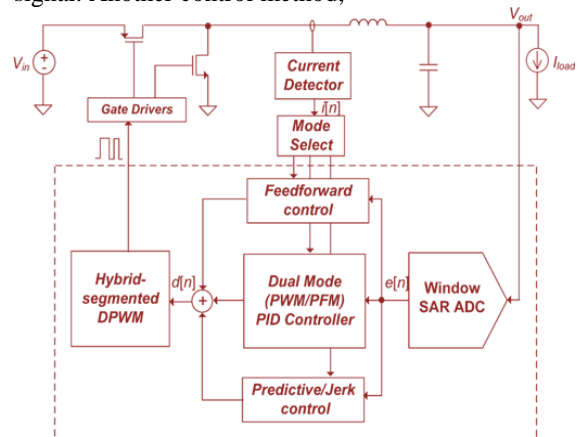 signal. Another control method,
Vout
Vin
Iload
Current
Detector
Gate Drivers
i[n]
Mode
Select
Feedforward
control
Hybrid-
segmented
DPWM
d[n]
+
Dual Mode
(PWM/PFM)
PID Controller
e[n]
Window
SAR ADC
Predictive/Jerk
control